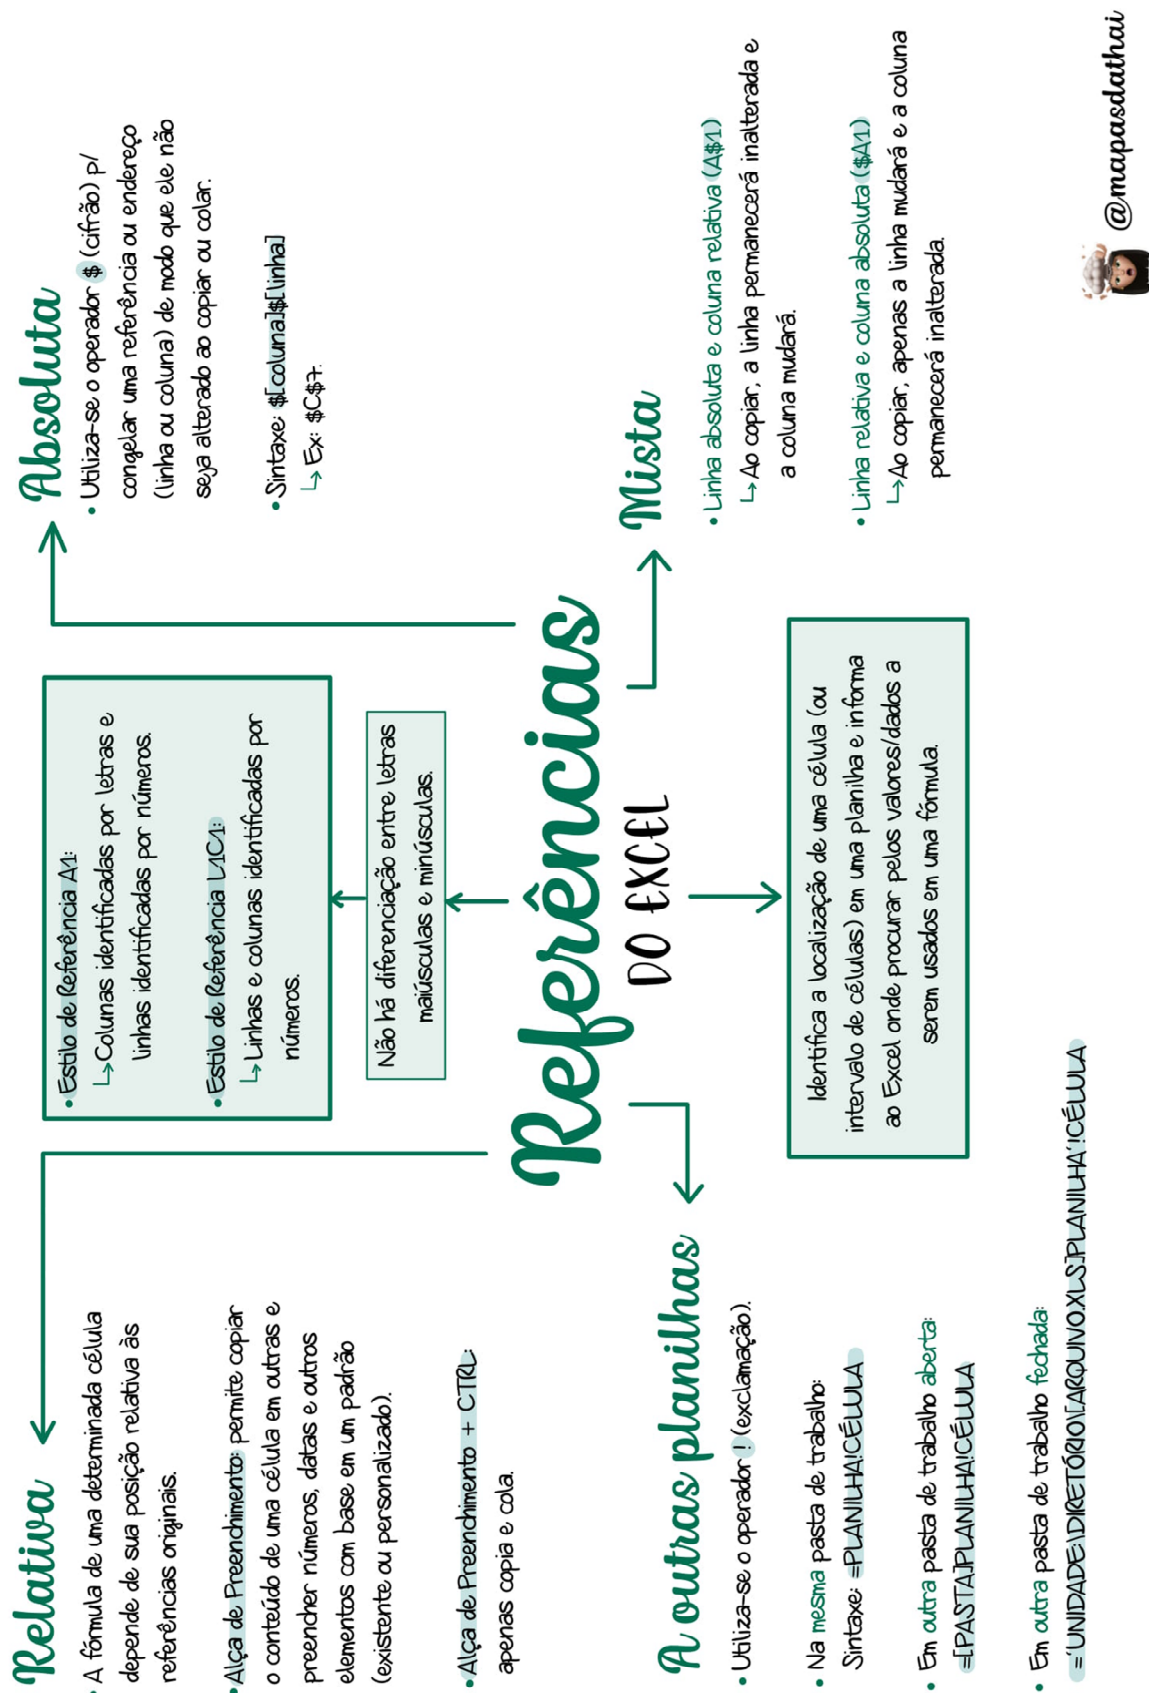 Relativa
• A fórmula de uma determinada célula
depende de sua posição relativa às
referências originais.
• Alça de Preenchimento: permite copiar
o conteúdo de uma célula em outras e
preencher números, datas e outros
elementos com base em um padrão
(existente ou personalizado).
• Alça de Preenchimento + CTRL:
apenas copia e cola.
• Estilo de Referência A1:
↳ Colunas identificadas por letras e
linhas identificadas por números.
• Estilo de Referência L1C1:
↳ Linhas e colunas identificadas por
números.
Não há diferenciação entre letras
maiúsculas e minúsculas.
Absoluta
• Utiliza-se o operador $ (cifrão) p/
congelar uma referência ou endereço
(linha ou coluna) de modo que ele não
seja alterado ao copiar ou colar.
• Sintaxe: $[coluna]$[linha]
↳ Ex: $C$7.
Referências
DO EXCEL
A outras planilhas
• Utiliza-se o operador ! (exclamação).
• Na mesma pasta de trabalho:
Sintaxe: =PLANILHA!CÉLULA
• Em outra pasta de trabalho aberta:
=[PASTA]PLANILHA!CÉLULA
• Em outra pasta de trabalho fechada:
='UNIDADE:\DIRETÓRIO\[ARQUIVO.XLS]PLANILHA'!CÉLULA
Identifica a localização de uma célula (ou
intervalo de células) em uma planilha e informa
ao Excel onde procurar pelos valores/dados a
serem usados em uma fórmula.
Mista
• Linha absoluta e coluna relativa (A$1)
↳ Ao copiar, a linha permanecerá inalterada e
a coluna mudará.
• Linha relativa e coluna absoluta ($A1)
↳ Ao copiar, apenas a linha mudará e a coluna
permanecerá inalterada.
@mapasdathai